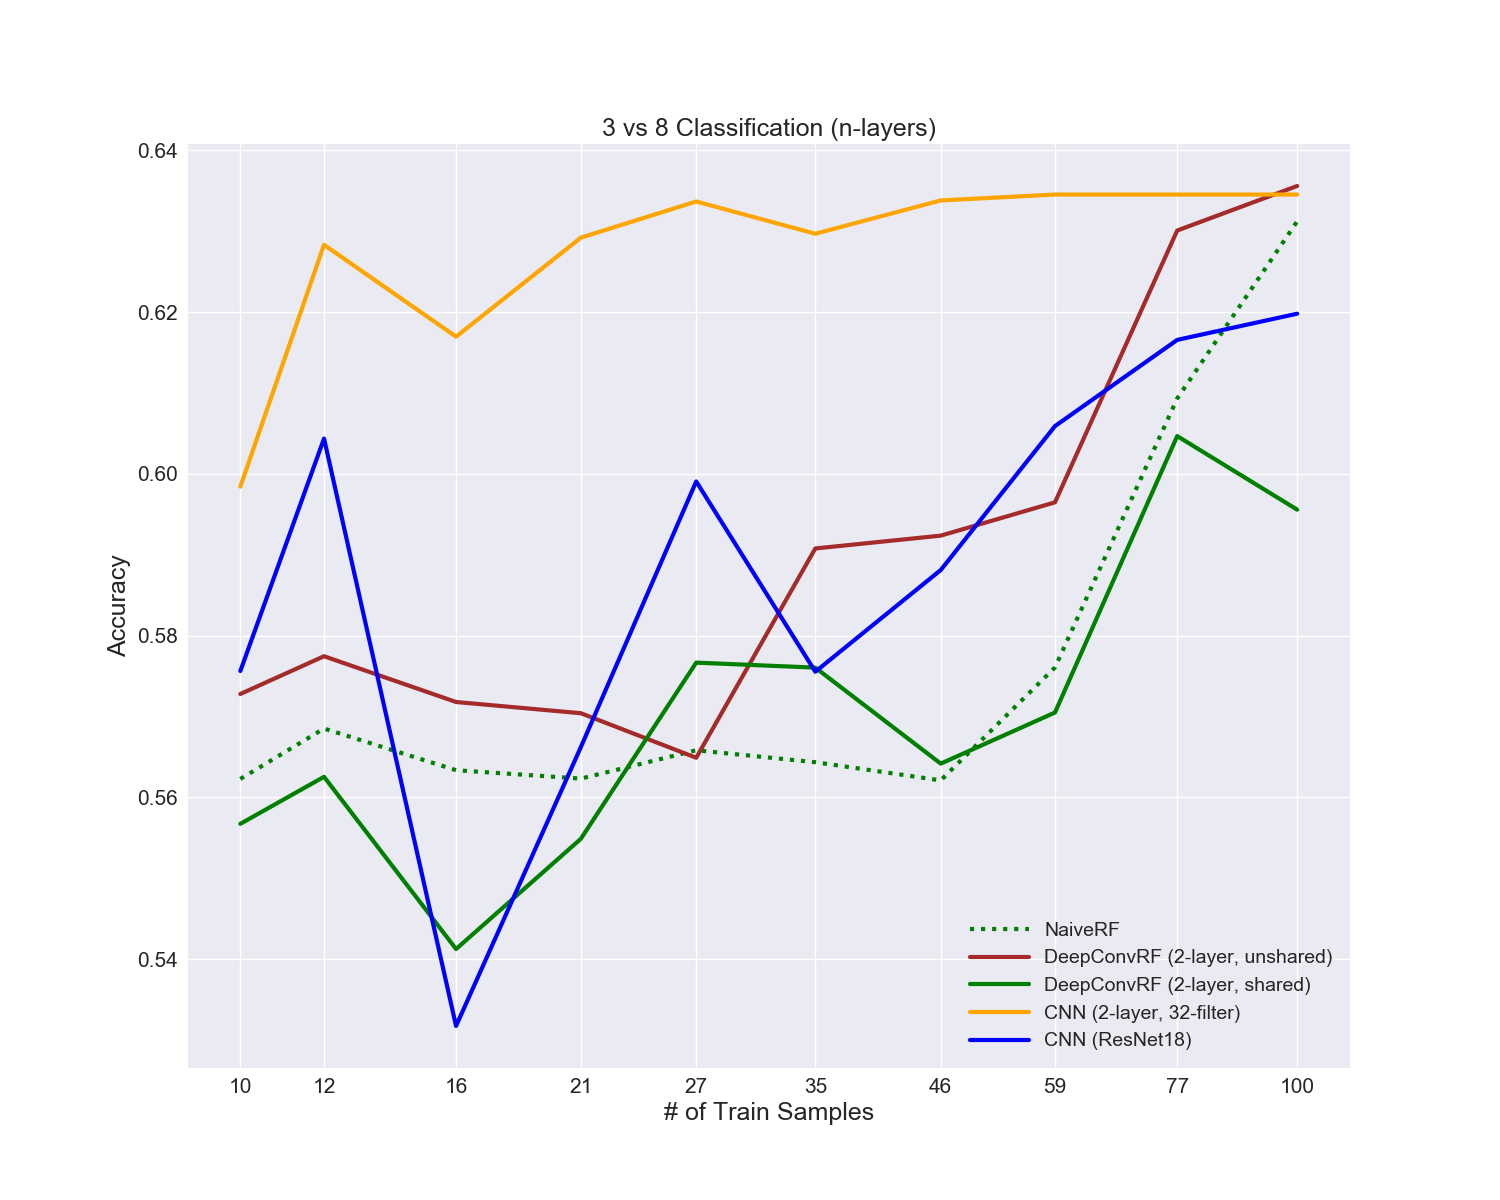 3 vs 8 Classification (n-layers)
0.64
0.62
0.60
0.58
0.56
0.54
Accuracy
NaiveRF
DeepConvRF (2-layer, unshared)
DeepConvRF (2-layer, shared)
CNN (2-layer, 32-filter)
CNN (ResNet18)
10 12 16 21 27 35 46 59 77 100
# of Train Samples